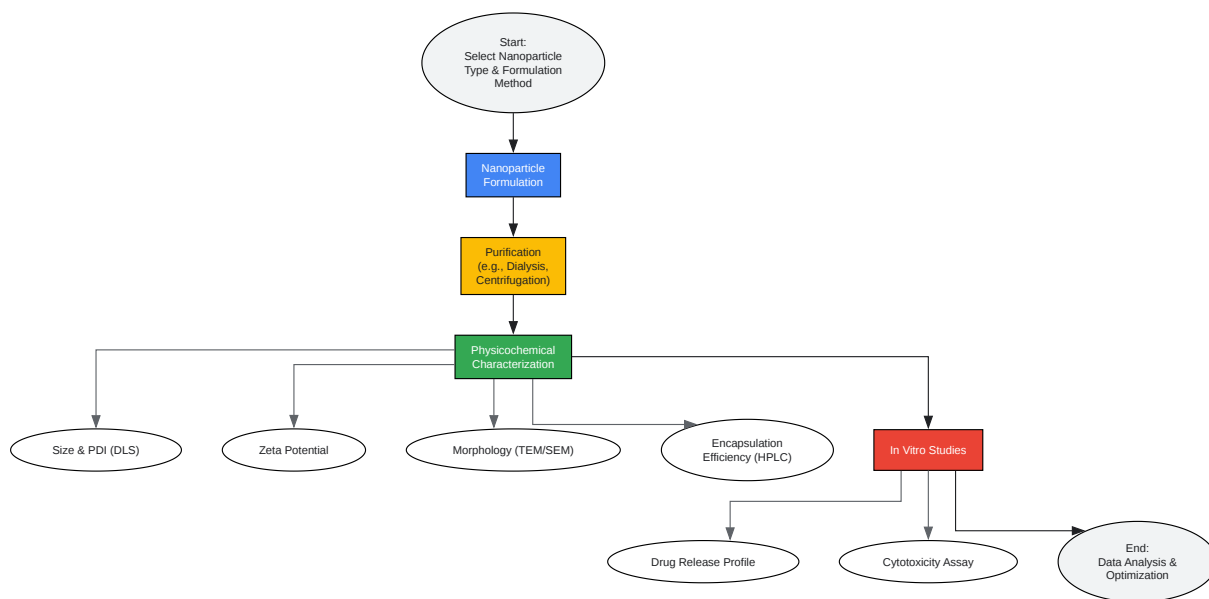 Start:
Select Nanoparticle
Type & Formulation
Method
Nanoparticle
Formulation
Purification
(e.g., Dialysis,
Centrifugation)
Physicochemical
Characterization
Size & PDI (DLS)
Zeta Potential
Morphology (TEM/SEM)
Encapsulation
Efficiency (HPLC)
In Vitro Studies
Drug Release Profile
Cytotoxicity Assay
End:
Data Analysis &
Optimization